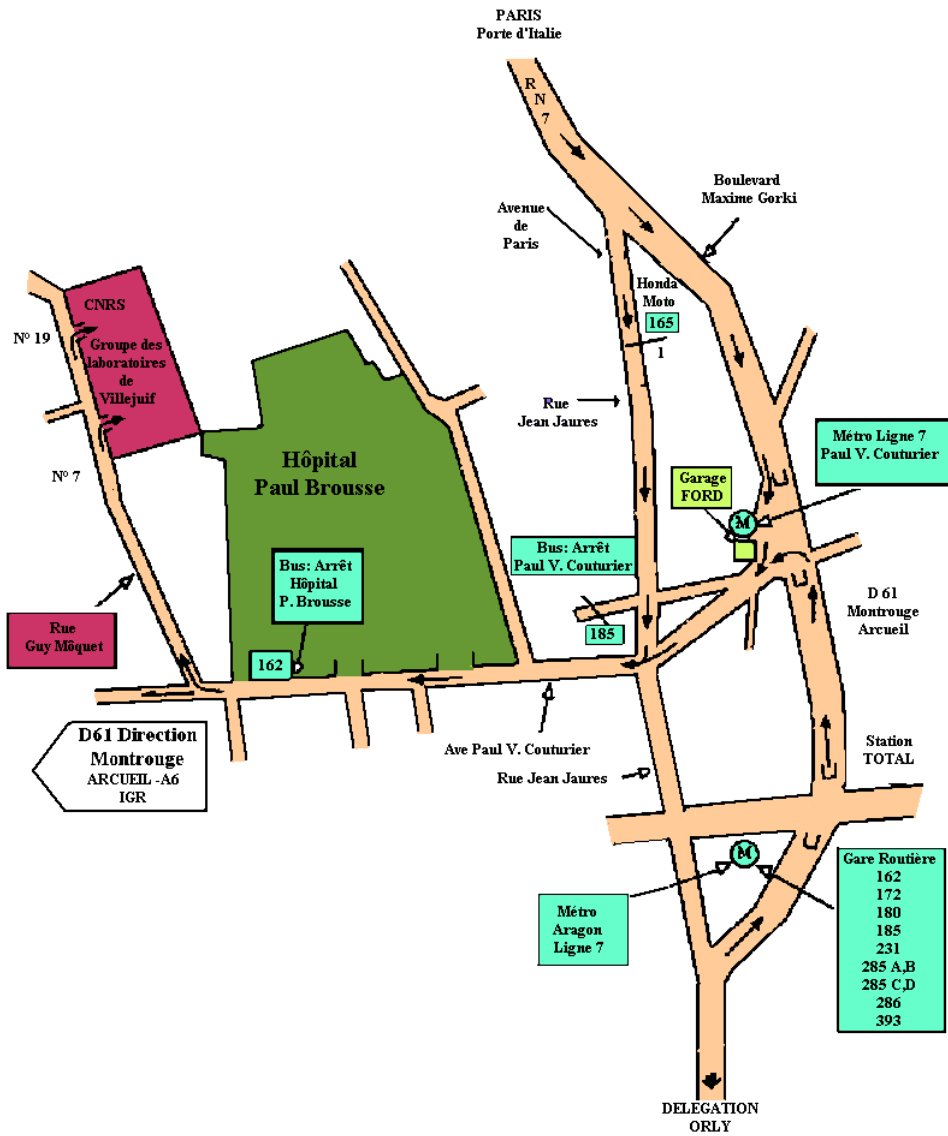 PARIS
Porte d'Italie
R
N
7
Boulevard
Maxime Gorki
Avenue
de
Paris
Honda
Moto
165
1
CNRS
N° 19
Groupe des
laboratoires
de
Villejuif
N° 7
Rue
Jean Jaures
Métro Ligne 7
Paul V. Couturier
Garage
FORD
M
Hôpital
Paul Brousse
Bus: Arrêt
Paul V. Couturier
Bus: Arrêt
Hôpital
P. Brousse
D 61
Montrouge
Arcueil
Rue
Guy Môquet
185
162
D61 Direction
Montrouge
ARCUEIL -A6
IGR
Ave Paul V. Couturier
Rue Jean Jaures
Station
TOTAL
M
Métro
Aragon
Ligne 7
Gare Routière
162
172
180
185
231
285 A,B
285 C,D
286
393
DELEGATION
ORLY